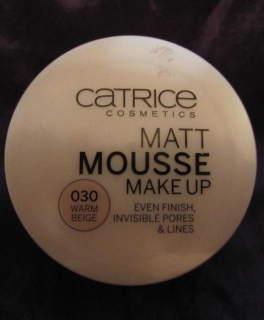 CATRICE
COSMETICS
MATT
MOUSSE
MAKE UP
030
WARM
BEIGE
EVEN FINISH,
INVISIBLE PORES
& LINES